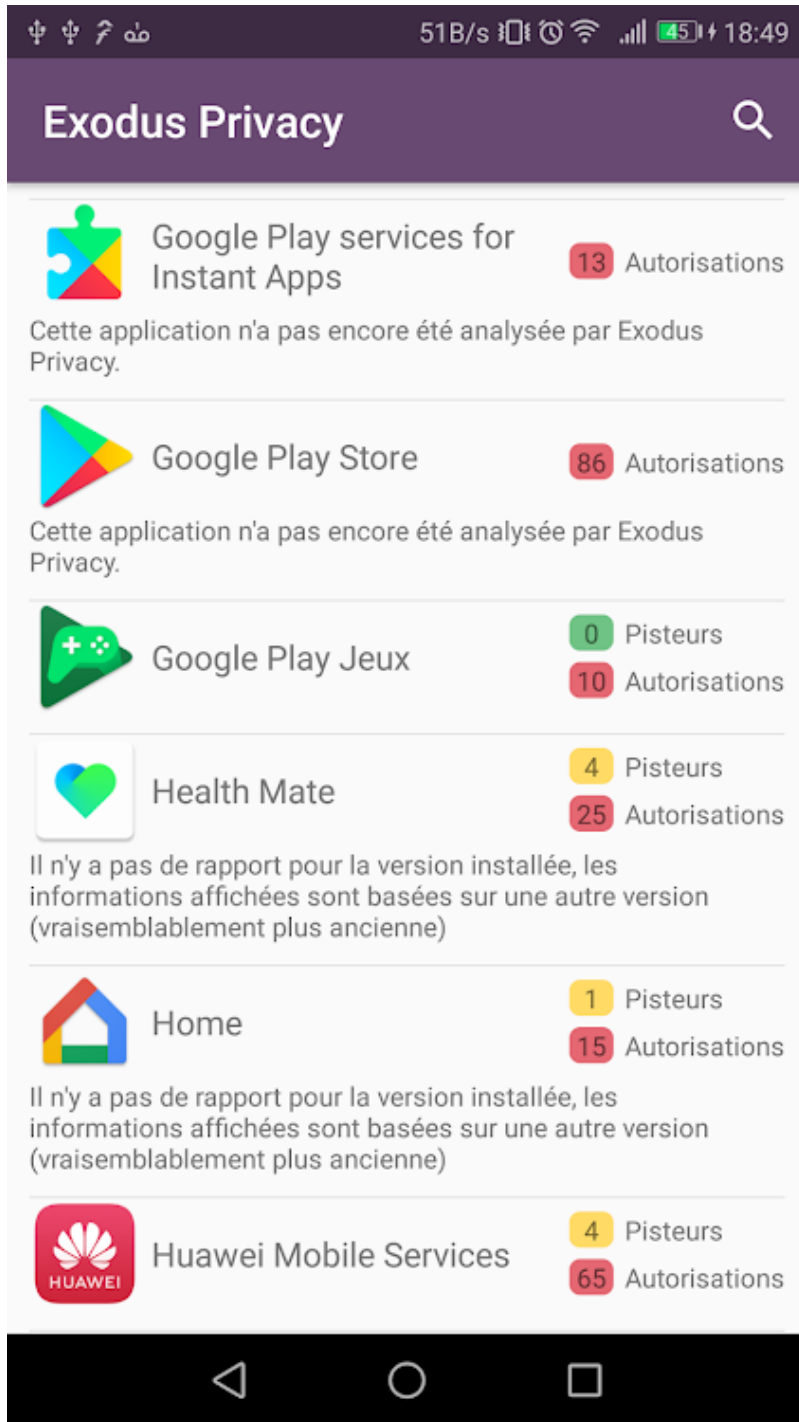 51B/s 45 18:49
Exodus Privacy
Google Play services for
Instant Apps
13 Autorisations
Cette application n'a pas encore été analysée par Exodus
Privacy.
Google Play Store
86 Autorisations
Cette application n'a pas encore été analysée par Exodus
Privacy.
Google Play Jeux
0 Pisteurs
10 Autorisations
Health Mate
4 Pisteurs
25 Autorisations
Il n'y a pas de rapport pour la version installée, les
informations affichées sont basées sur une autre version
(vraisemblablement plus ancienne)
Home
1 Pisteurs
15 Autorisations
Il n'y a pas de rapport pour la version installée, les
informations affichées sont basées sur une autre version
(vraisemblablement plus ancienne)
HUAWEI
Huawei Mobile Services
4 Pisteurs
65 Autorisations